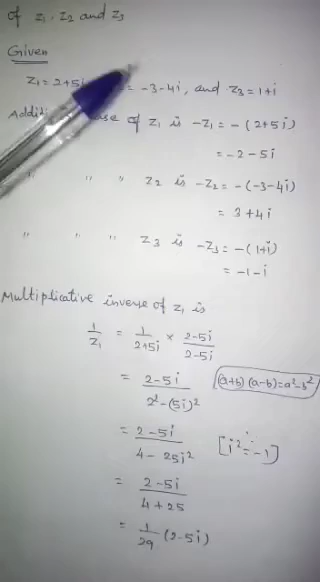 of z₁, z₂ and z₃
Given
z₁ = 2+5i = -3-4i, and z₃ = 1+i
of z₁ is -z₁ = -(2+5i)
= -2-5i
" " " z₂ is -z₂ = -(-3-4i)
= 3+4i
" " " z₃ is -z₃ = -(1+i)
= -1-i
Multiplicative inverse of z₁ is
1/z₁ = 1/(2+5i) × (2-5i)/(2-5i)
= (2-5i)/(2²-(5i)²) (a+b)(a-b)=a²-b²
= (2-5i)/(4-25i²) [∵ i²=-1]
= (2-5i)/(4+25)
= 1/29 (2-5i)